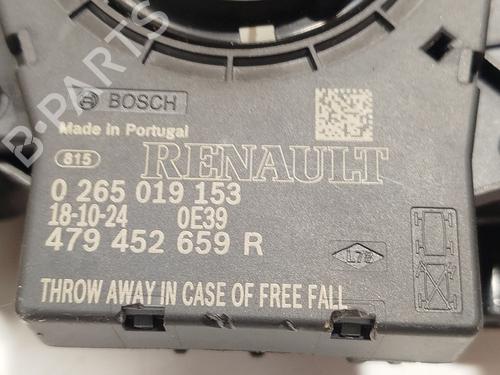 B-PARTS
BOSCH
Made in Portugal
815
RENAULT
0 265 019 153
18-10-24 0E39
479 452 659 R
THROW AWAY IN CASE OF FREE FALL